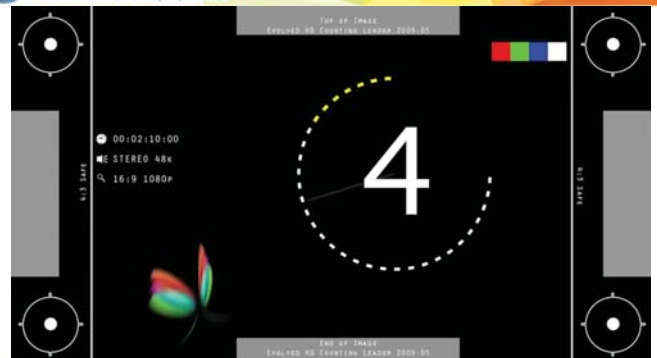 Top of Image
Evolved HD Counting Leader 2009-05
00:02:10:00
STEREO 48K
16:9 1080P
4:3 SAFE
4
4:3 SAFE
End of Image
Evolved HD Counting Leader 2009-05